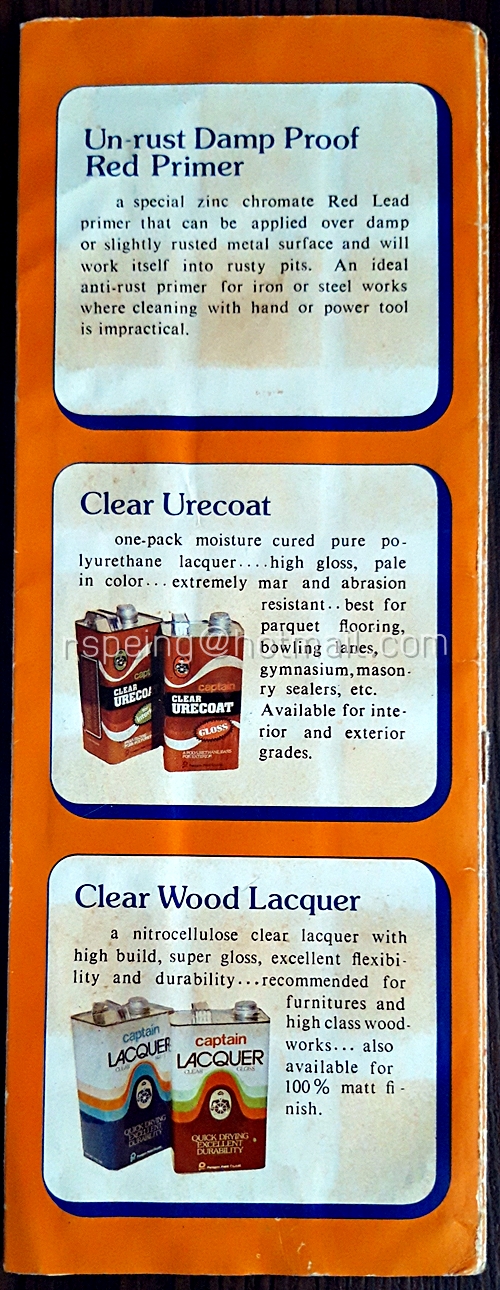 Un-rust Damp Proof
Red Primer
a special zinc chromate Red Lead
primer that can be applied over damp
or slightly rusted metal surface and will
work itself into rusty pits. An ideal
anti-rust primer for iron or steel works
where cleaning with hand or power tool
is impractical.
Clear Urecoat
one-pack moisture cured pure po-
lyurethane lacquer....high gloss, pale
in color... extremely mar and abrasion
resistant.. best for
parquet flooring,
rspeing@hotmail.com
bowling lanes,
gymnasium, mason-
ry sealers, etc.
Available for inte-
rior and exterior
grades.
captain
CLEAR
URECOAT
captain
CLEAR
URECOAT
GLOSS
Clear Wood Lacquer
a nitrocellulose clear lacquer with
high build, super gloss, excellent flexibi-
lity and durability...recommended for
furnitures and
high class wood-
works... also
available for
100% matt fi-
nish.
captain
LACQUER
CLEAR
QUICK DRYING
EXCELLENT
DURABILITY
captain
LACQUER
CLEAR GLOSS
QUICK DRYING
EXCELLENT
DURABILITY